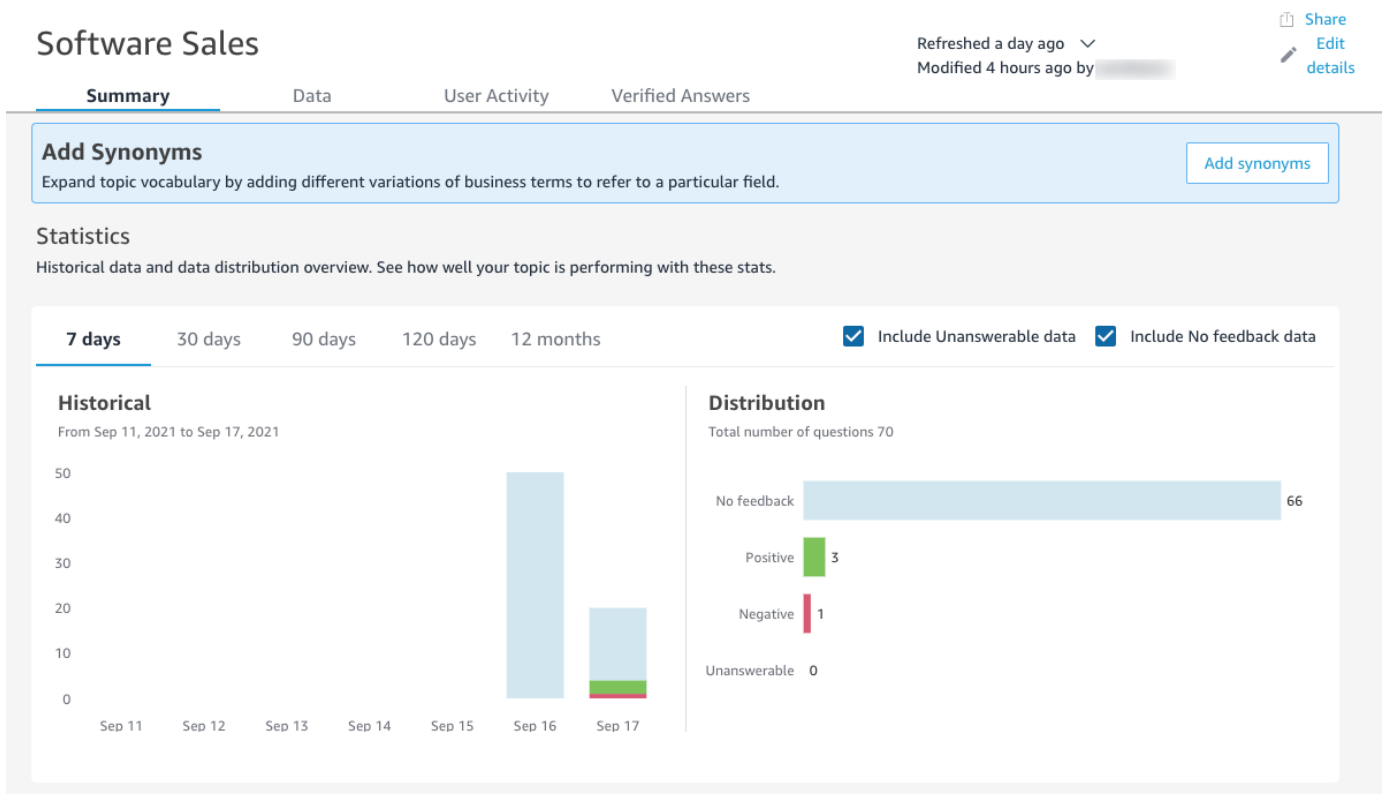 Software Sales
Refreshed a day ago
Modified 4 hours ago by
Share
Edit
details
Summary
Data
User Activity
Verified Answers
Add Synonyms
Expand topic vocabulary by adding different variations of business terms to refer to a particular field.
Add synonyms
Statistics
Historical data and data distribution overview. See how well your topic is performing with these stats.
7 days
30 days
90 days
120 days
12 months
Include Unanswerable data
Include No feedback data
Historical
From Sep 11, 2021 to Sep 17, 2021
50
40
30
20
10
0
Sep 11
Sep 12
Sep 13
Sep 14
Sep 15
Sep 16
Sep 17
Distribution
Total number of questions 70
No feedback
66
Positive
3
Negative
1
Unanswerable
0